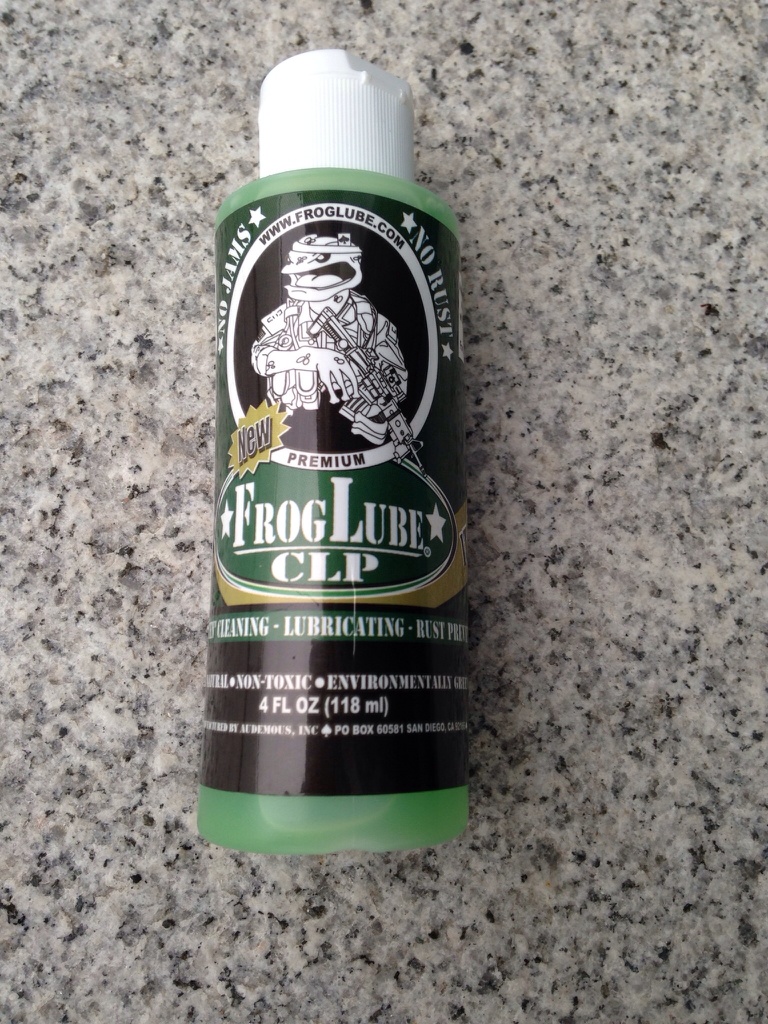 ★ NO JAMS ★
WWW.FROGLUBE.COM
★ NO RUST ★
New
PREMIUM
★FROGLUBE®★
CLP
CLEANING - LUBRICATING - RUST
●NON-TOXIC●ENVIRONMENTALLY
4 FL OZ (118 ml)
BY AUDEMOUS, INC ♠ PO BOX 60581 SAN DIEGO, CA